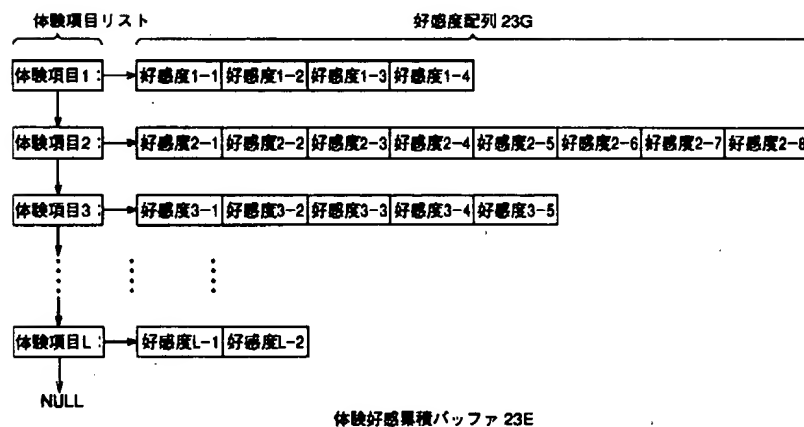 体験項目リスト 好感度配列 23G
体験項目1: 好感度1-1 好感度1-2 好感度1-3 好感度1-4
体験項目2: 好感度2-1 好感度2-2 好感度2-3 好感度2-4 好感度2-5 好感度2-6 好感度2-7 好感度2-8
体験項目3: 好感度3-1 好感度3-2 好感度3-3 好感度3-4 好感度3-5
体験項目L: 好感度L-1 好感度L-2
NULL
体験好感累積バッファ 23E